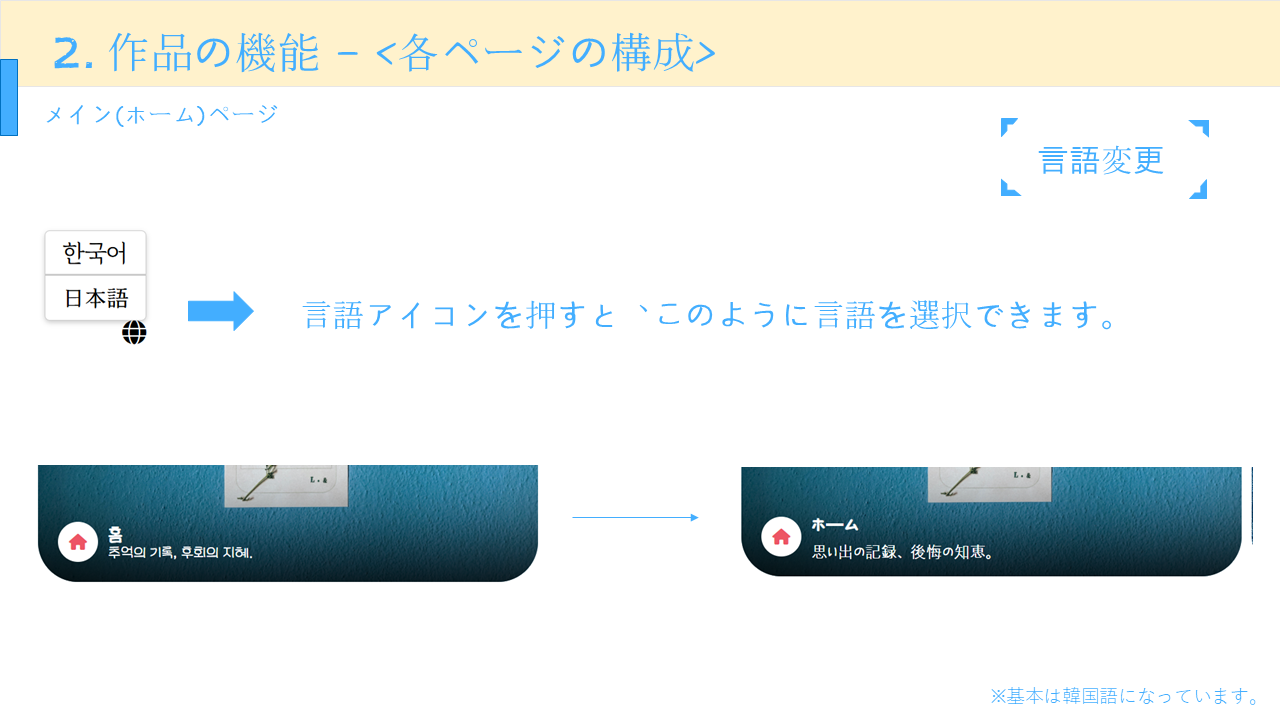 2. 作品の機能 – <各ページの構成>
メイン(ホーム)ページ
言語変更
한국어
日本語
言語アイコンを押すと、このように言語を選択できます。
L . a
홈
추억의 기록, 후회의 지혜.
L . a
ホーム
思い出の記録、後悔の知恵。
※基本は韓国語になっています。